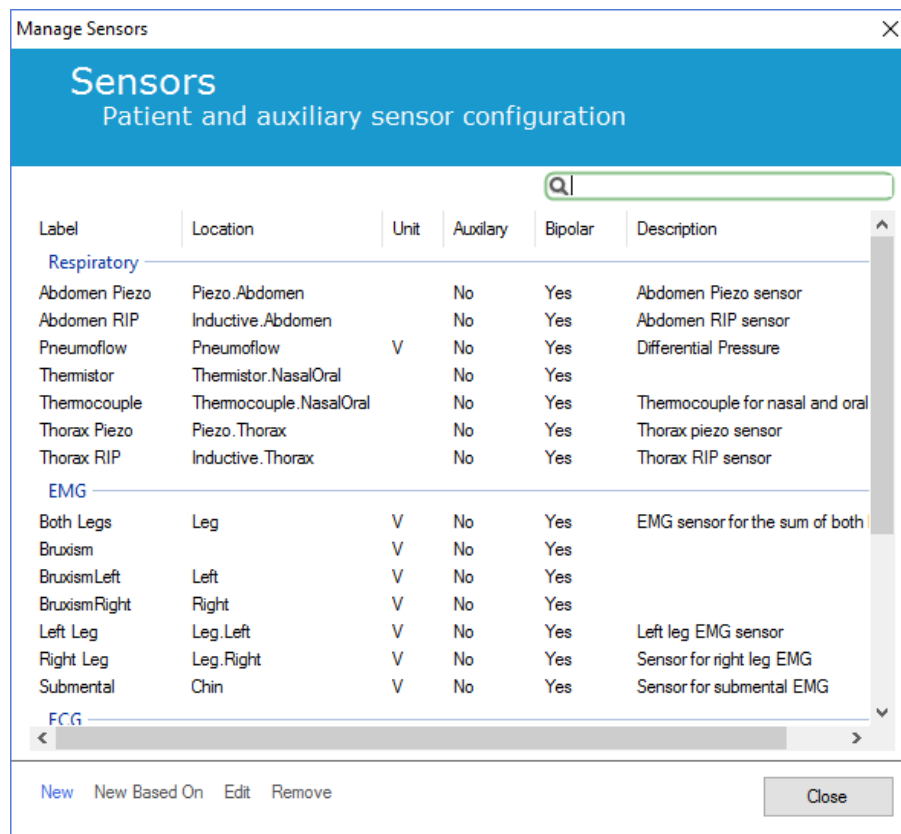 Manage Sensors
Sensors
Patient and auxiliary sensor configuration
Label Location Unit Auxilary Bipolar Description
Respiratory
Abdomen Piezo Piezo.Abdomen No Yes Abdomen Piezo sensor
Abdomen RIP Inductive.Abdomen No Yes Abdomen RIP sensor
Pneumoflow Pneumoflow V No Yes Differential Pressure
Thermistor Thermistor.NasalOral No Yes
Thermocouple Thermocouple.NasalOral No Yes Thermocouple for nasal and oral
Thorax Piezo Piezo.Thorax No Yes Thorax piezo sensor
Thorax RIP Inductive.Thorax No Yes Thorax RIP sensor
EMG
Both Legs Leg V No Yes EMG sensor for the sum of both
Bruxism V No Yes
BruxismLeft Left V No Yes
BruxismRight Right V No Yes
Left Leg Leg.Left V No Yes Left leg EMG sensor
Right Leg Leg.Right V No Yes Sensor for right leg EMG
Submental Chin V No Yes Sensor for submental EMG
ECG
New New Based On Edit Remove Close